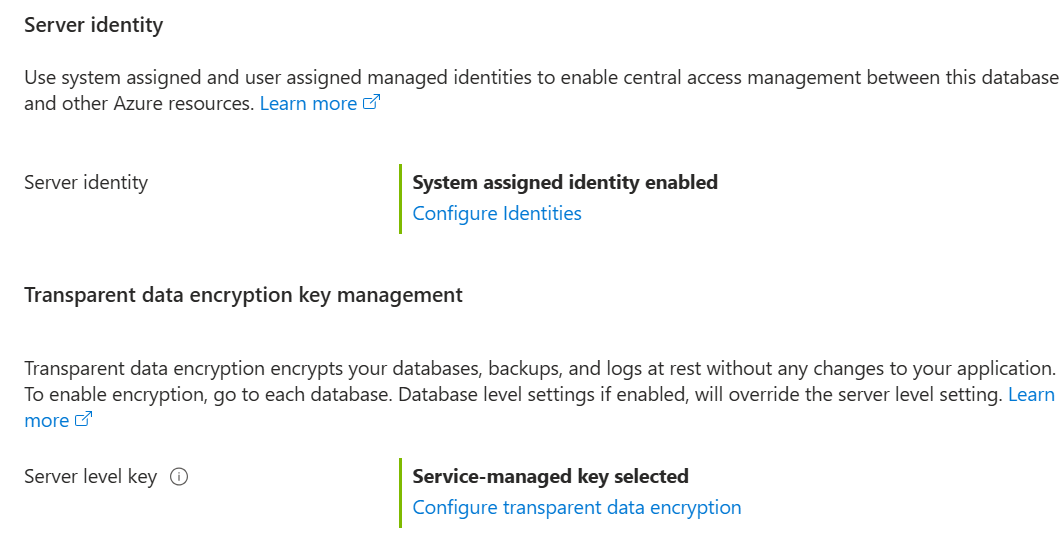 Server identity
Use system assigned and user assigned managed identities to enable central access management between this database
and other Azure resources. Learn more
Server identity
System assigned identity enabled
Configure Identities
Transparent data encryption key management
Transparent data encryption encrypts your databases, backups, and logs at rest without any changes to your application.
To enable encryption, go to each database. Database level settings if enabled, will override the server level setting. Learn
more
Server level key
Service-managed key selected
Configure transparent data encryption